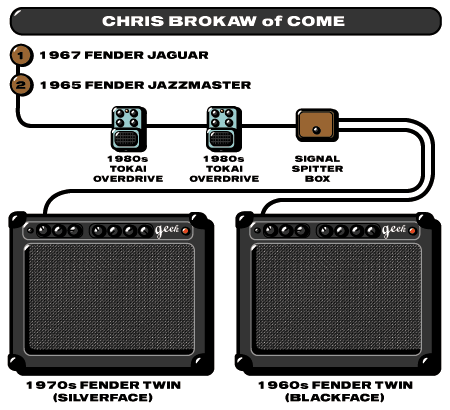 CHRIS BROKAW of COME
1 1967 FENDER JAGUAR
2 1965 FENDER JAZZMASTER
1980s
TOKAI
OVERDRIVE
1980s
TOKAI
OVERDRIVE
SIGNAL
SPITTER
BOX
geek
geek
1970s FENDER TWIN
(SILVERFACE)
1960s FENDER TWIN
(BLACKFACE)